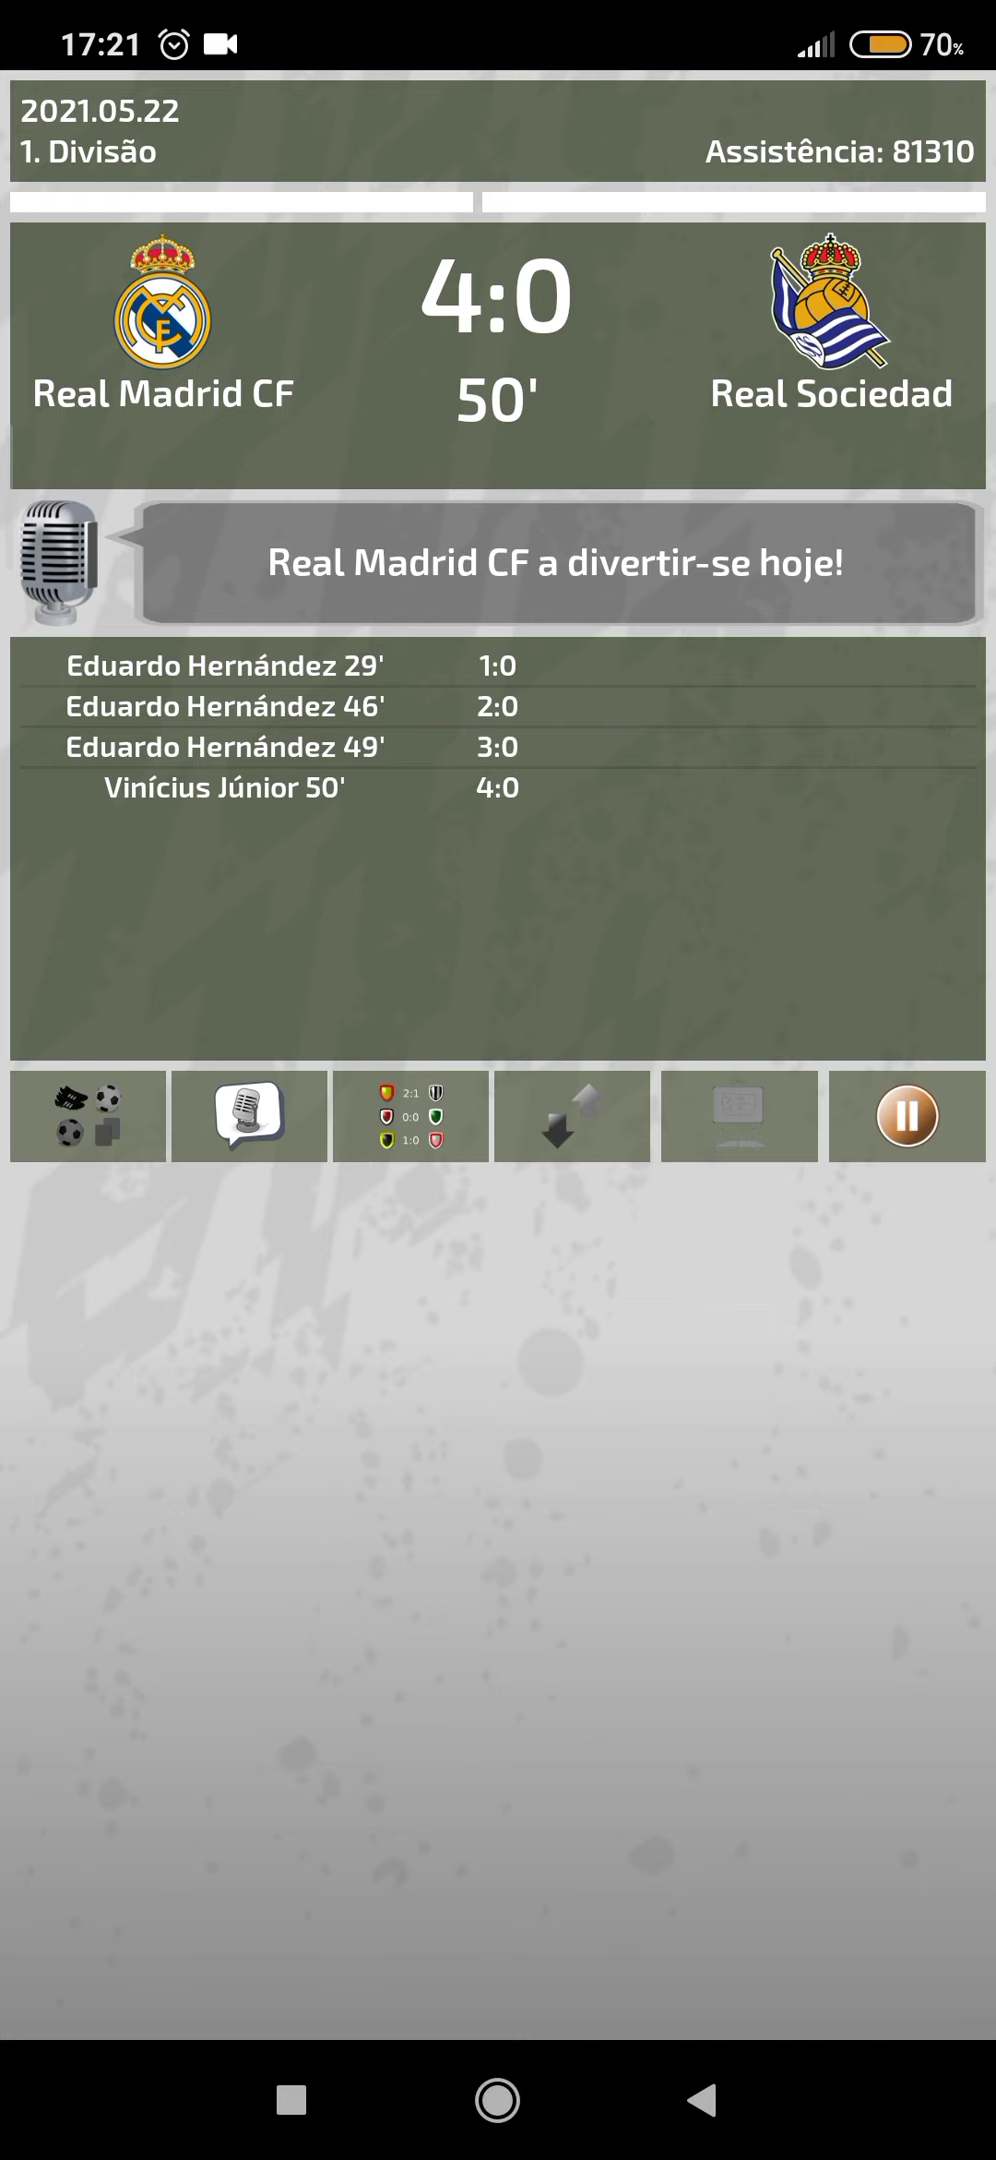 17:21
70%
2021.05.22
1. Divisão
Assistência: 81310
4:0
Real Madrid CF
50'
Real Sociedad
Real Madrid CF a divertir-se hoje!
Eduardo Hernández 29' 1:0
Eduardo Hernández 46' 2:0
Eduardo Hernández 49' 3:0
Vinícius Júnior 50' 4:0
2:1
0:0
1:0